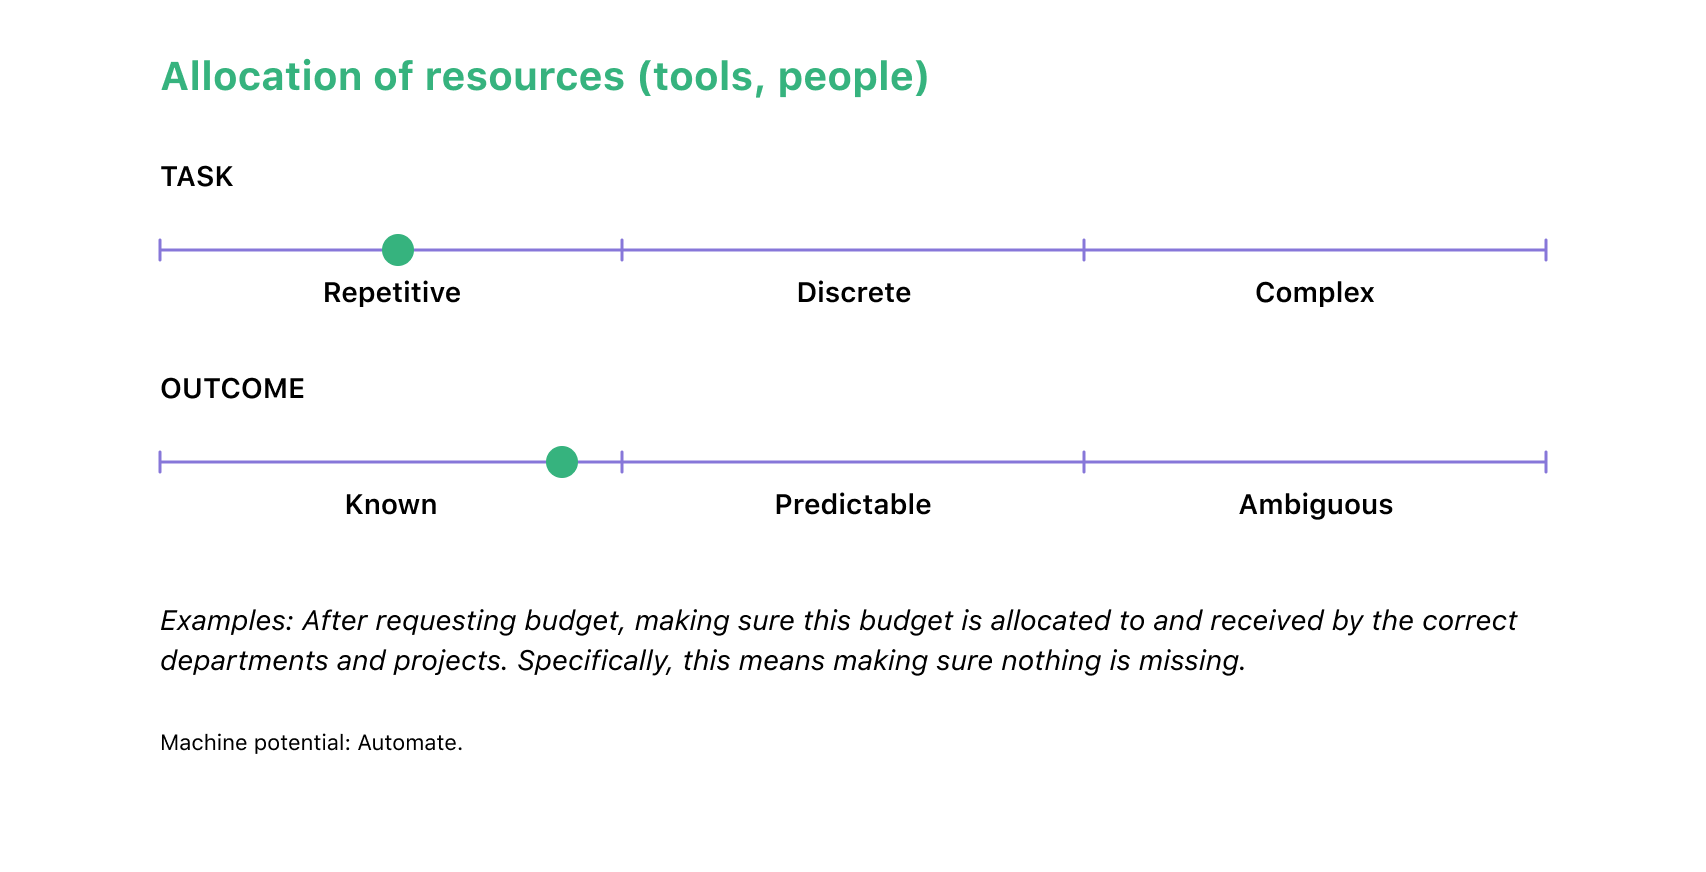 Allocation of resources (tools, people)
TASK
Repetitive Discrete Complex
OUTCOME
Known Predictable Ambiguous
Examples: After requesting budget, making sure this budget is allocated to and received by the correct
departments and projects. Specifically, this means making sure nothing is missing.
Machine potential: Automate.